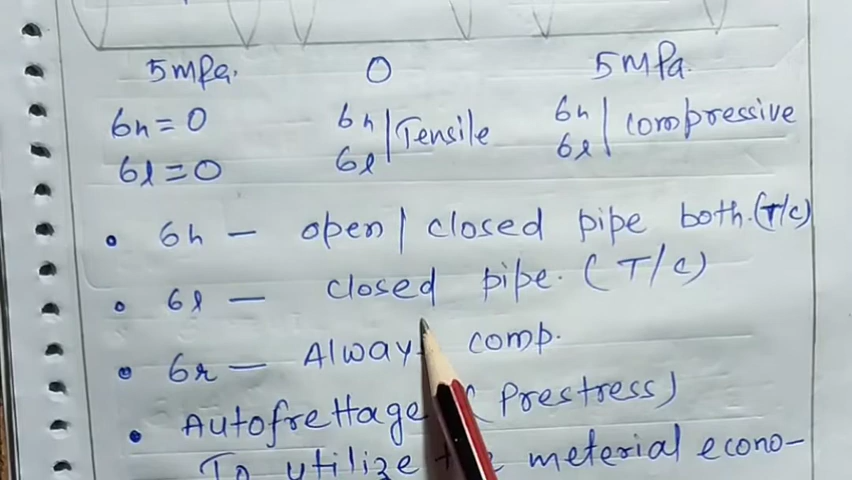 5mPa. O 5MPa.
6h = 0 6h | Tensile 6h | compressive
6l = 0 6l 6l
• 6h – open / closed pipe both. (T/C)
• 6l – closed pipe. (T/C)
• 6r – Always comp.
• Autofrettage (Prestress)
To utilize the meterial econo-